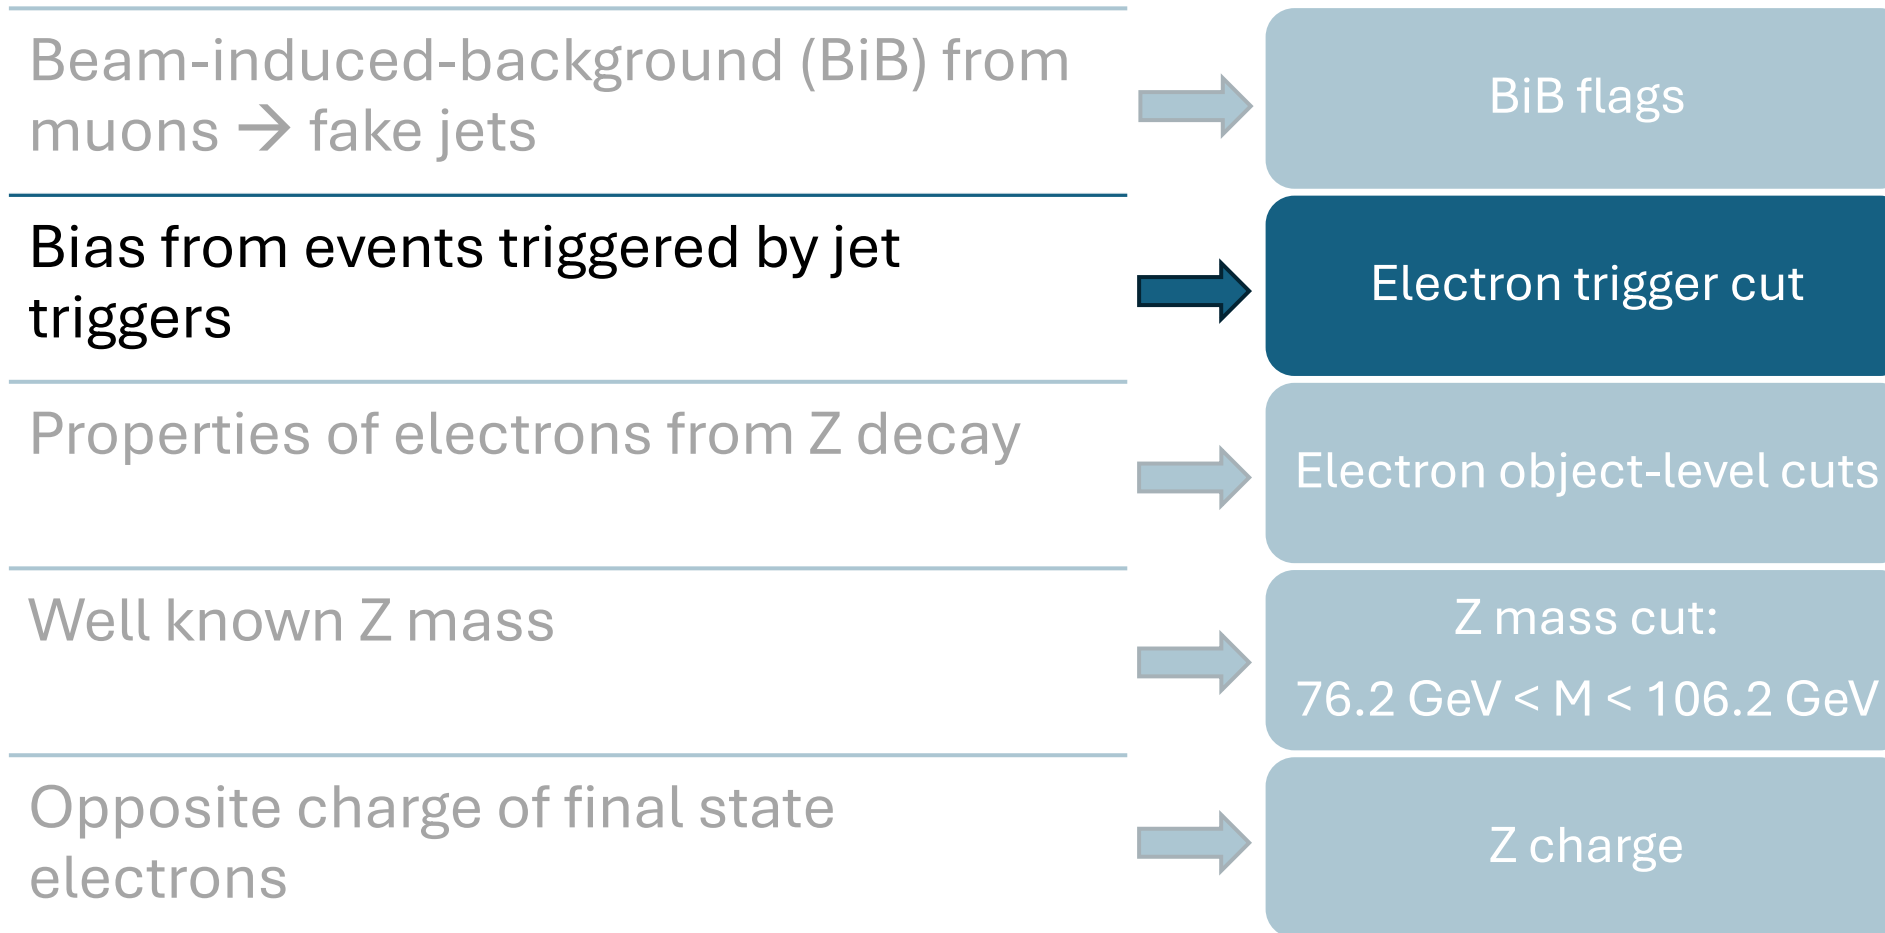 Beam-induced-background (BiB) from
muons → fake jets
BiB flags
Bias from events triggered by jet
triggers
Electron trigger cut
Properties of electrons from Z decay
Electron object-level cuts
Well known Z mass
Z mass cut:
76.2 GeV < M < 106.2 GeV
Opposite charge of final state
electrons
Z charge